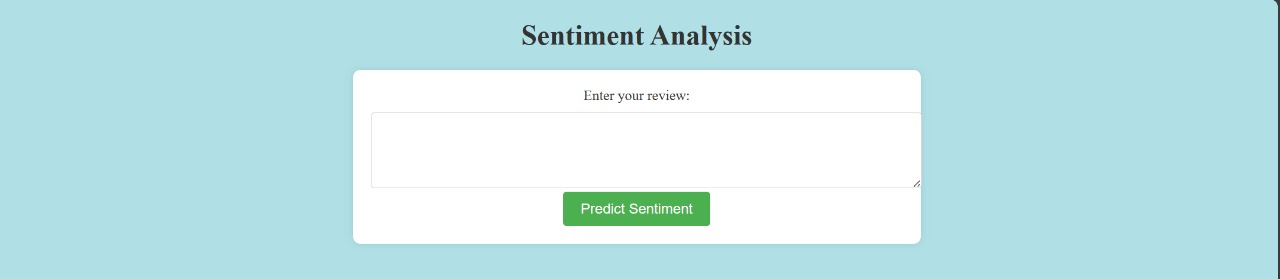 Sentiment Analysis
Enter your review:
Predict Sentiment